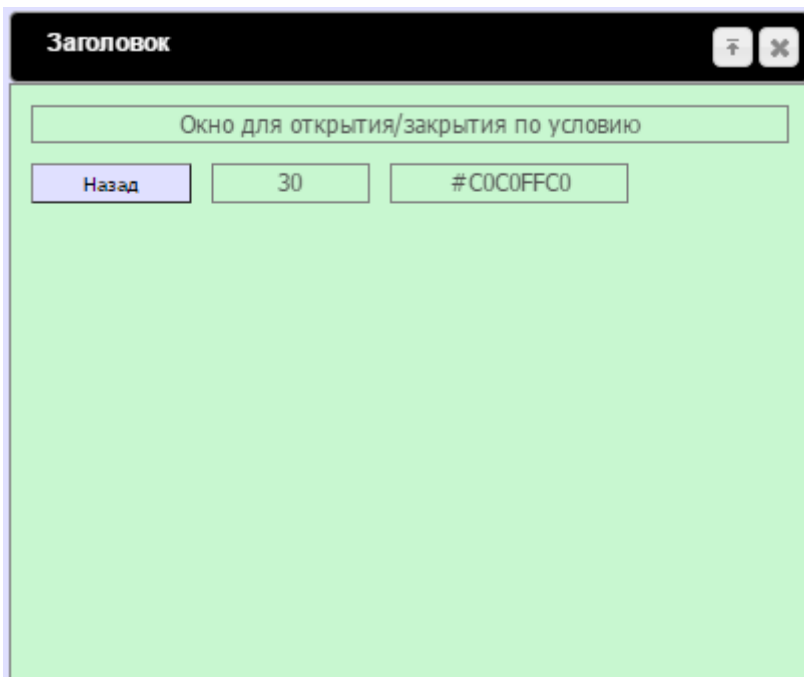 Заголовок
Окно для открытия/закрытия по условию
Назад 30 #C0C0FFC0